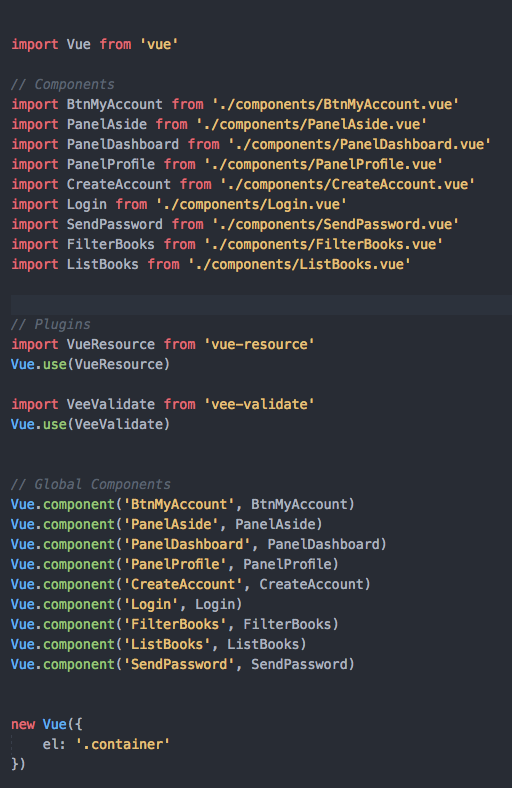 import Vue from 'vue'
// Components
import BtnMyAccount from './components/BtnMyAccount.vue'
import PanelAside from './components/PanelAside.vue'
import PanelDashboard from './components/PanelDashboard.vue'
import PanelProfile from './components/PanelProfile.vue'
import CreateAccount from './components/CreateAccount.vue'
import Login from './components/Login.vue'
import SendPassword from './components/SendPassword.vue'
import FilterBooks from './components/FilterBooks.vue'
import ListBooks from './components/ListBooks.vue'
// Plugins
import VueResource from 'vue-resource'
Vue.use(VueResource)
import VeeValidate from 'vee-validate'
Vue.use(VeeValidate)
// Global Components
Vue.component('BtnMyAccount', BtnMyAccount)
Vue.component('PanelAside', PanelAside)
Vue.component('PanelDashboard', PanelDashboard)
Vue.component('PanelProfile', PanelProfile)
Vue.component('CreateAccount', CreateAccount)
Vue.component('Login', Login)
Vue.component('FilterBooks', FilterBooks)
Vue.component('ListBooks', ListBooks)
Vue.component('SendPassword', SendPassword)
new Vue({
    el: '.container'
})